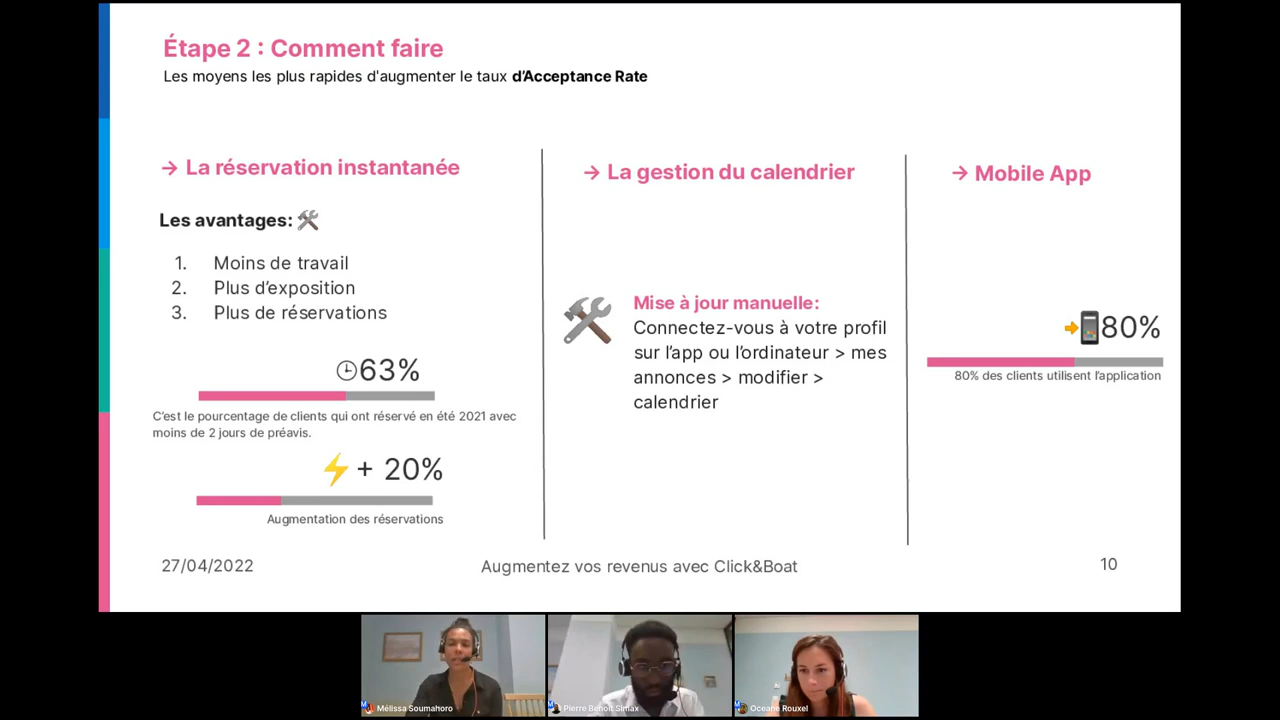 Étape 2 : Comment faire
Les moyens les plus rapides d'augmenter le taux d'Acceptance Rate
→ La réservation instantanée
Les avantages:
1. Moins de travail
2. Plus d'exposition
3. Plus de réservations
63%
C'est le pourcentage de clients qui ont réservé en été 2021 avec
moins de 2 jours de préavis.
+ 20%
Augmentation des réservations
→ La gestion du calendrier
Mise à jour manuelle:
Connectez-vous à votre profil
sur l'app ou l'ordinateur > mes
annonces > modifier >
calendrier
→ Mobile App
80%
80% des clients utilisent l'application
27/04/2022
Augmentez vos revenus avec Click&Boat
10
Mélissa Soumahoro
Pierre Benoit Simax
Oceane Rouxel